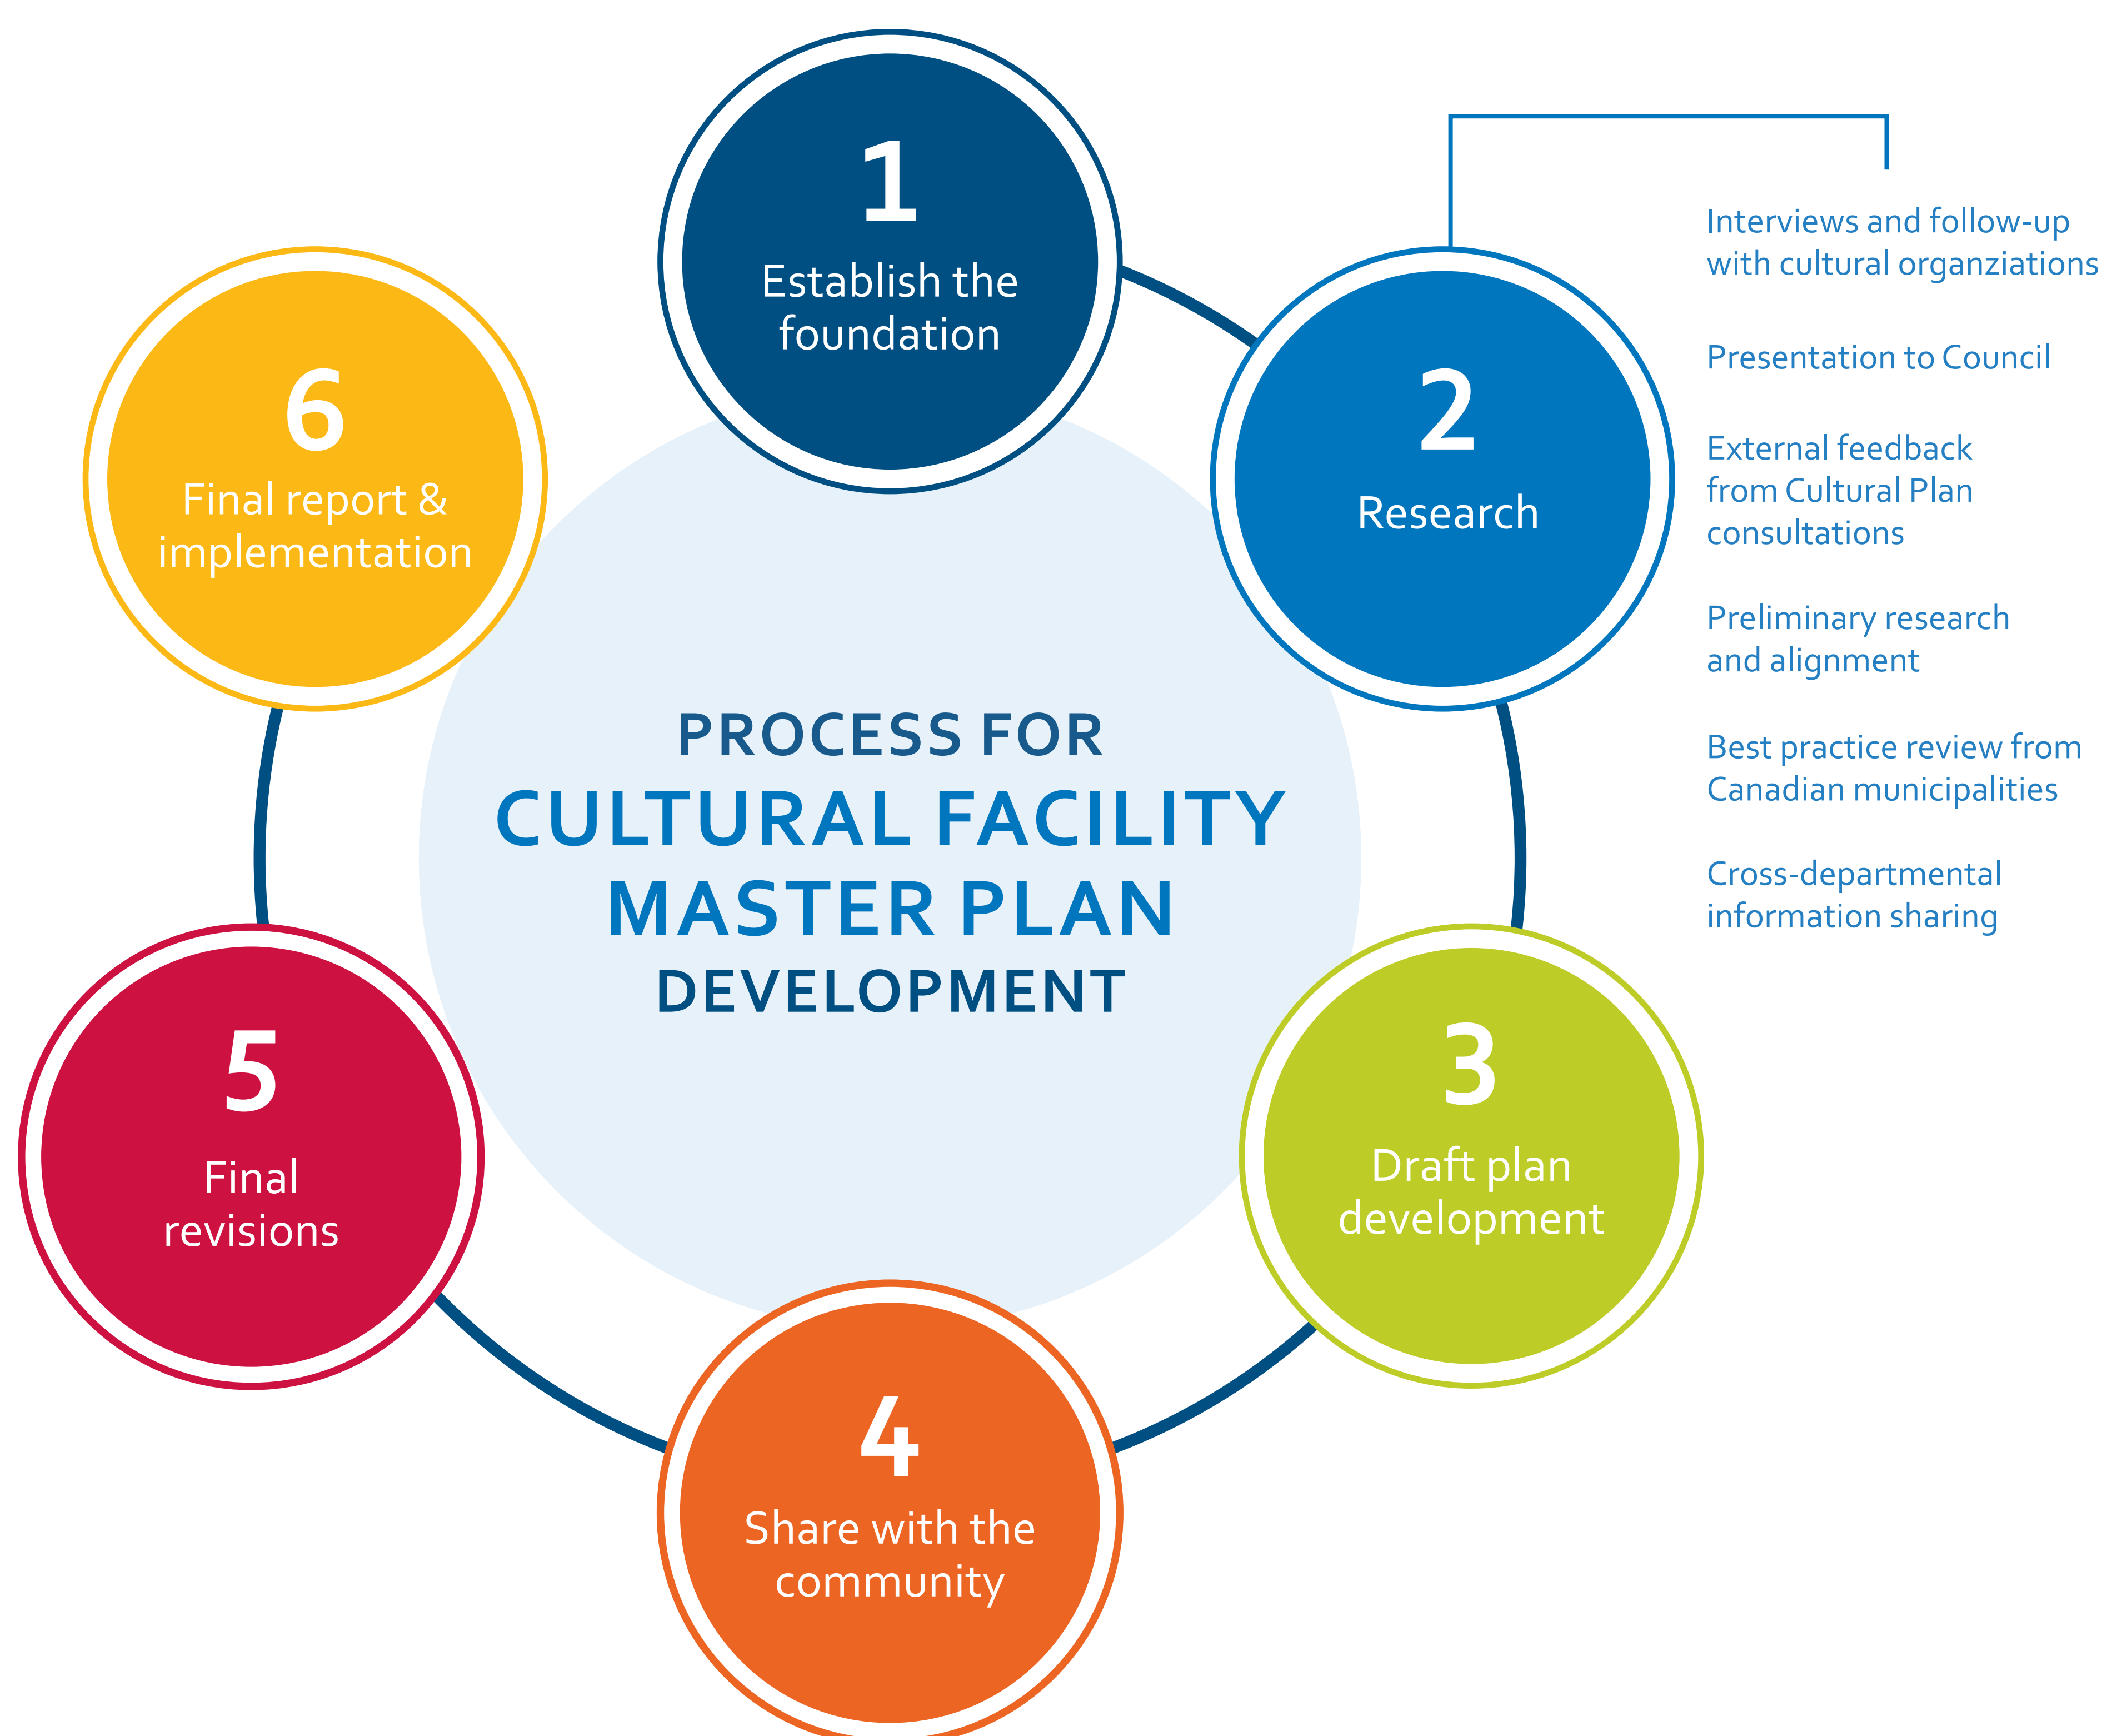 PROCESS FOR
CULTURAL FACILITY
MASTER PLAN
DEVELOPMENT
1
Establish the
foundation
2
Research
Interviews and follow-up
with cultural organziations
Presentation to Council
External feedback
from Cultural Plan
consultations
Preliminary research
and alignment
Best practice review from
Canadian municipalities
Cross-departmental
information sharing
3
Draft plan
development
4
Share with the
community
5
Final
revisions
6
Final report &
implementation